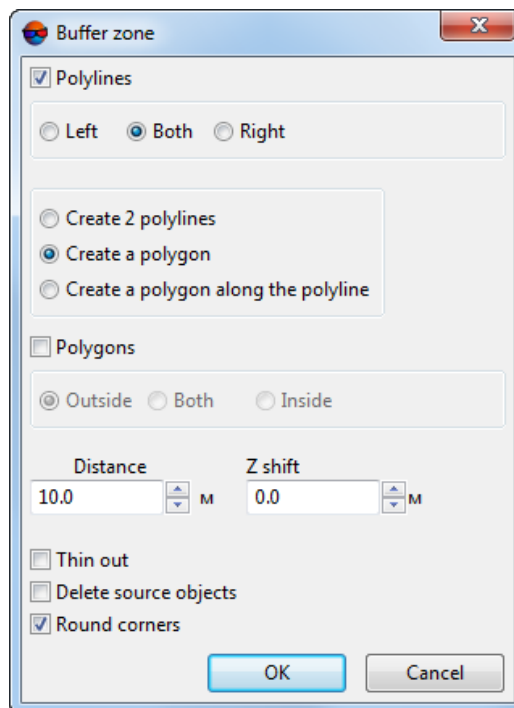 Buffer zone
Polylines
Left Both Right
Create 2 polylines
Create a polygon
Create a polygon along the polyline
Polygons
Outside Both Inside
Distance Z shift
10.0 м 0.0 м
Thin out
Delete source objects
Round corners
OK Cancel